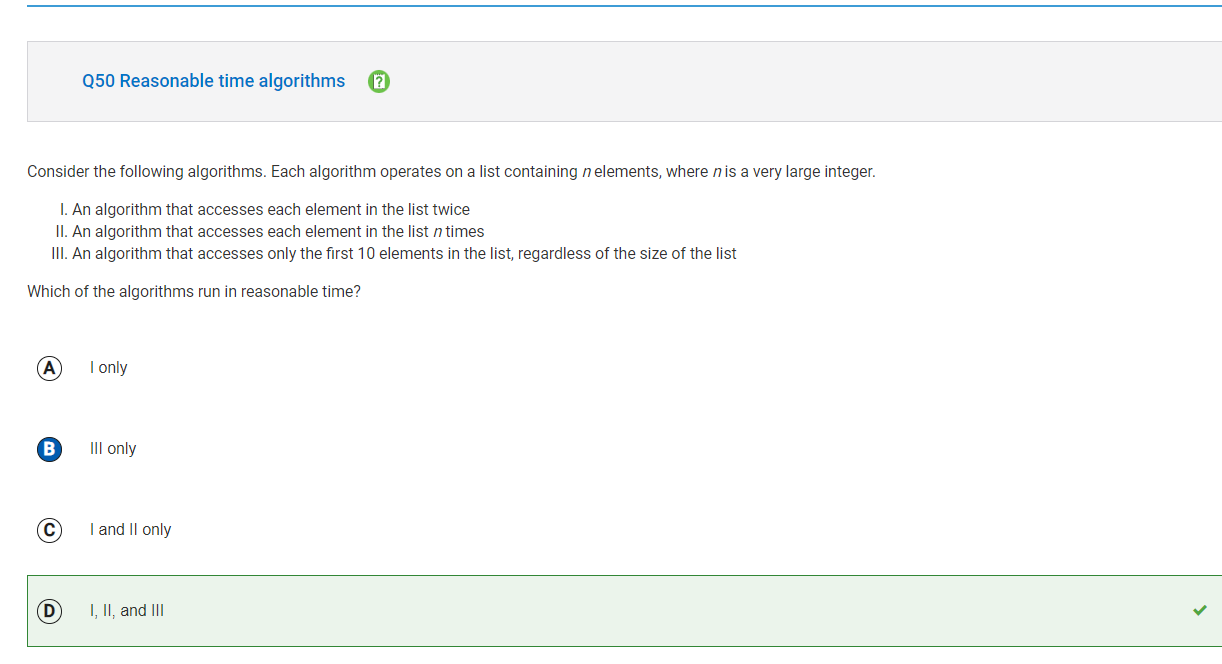 Q50 Reasonable time algorithms
Consider the following algorithms. Each algorithm operates on a list containing n elements, where n is a very large integer.
I. An algorithm that accesses each element in the list twice
II. An algorithm that accesses each element in the list n times
III. An algorithm that accesses only the first 10 elements in the list, regardless of the size of the list
Which of the algorithms run in reasonable time?
A I only
B III only
C I and II only
D I, II, and III